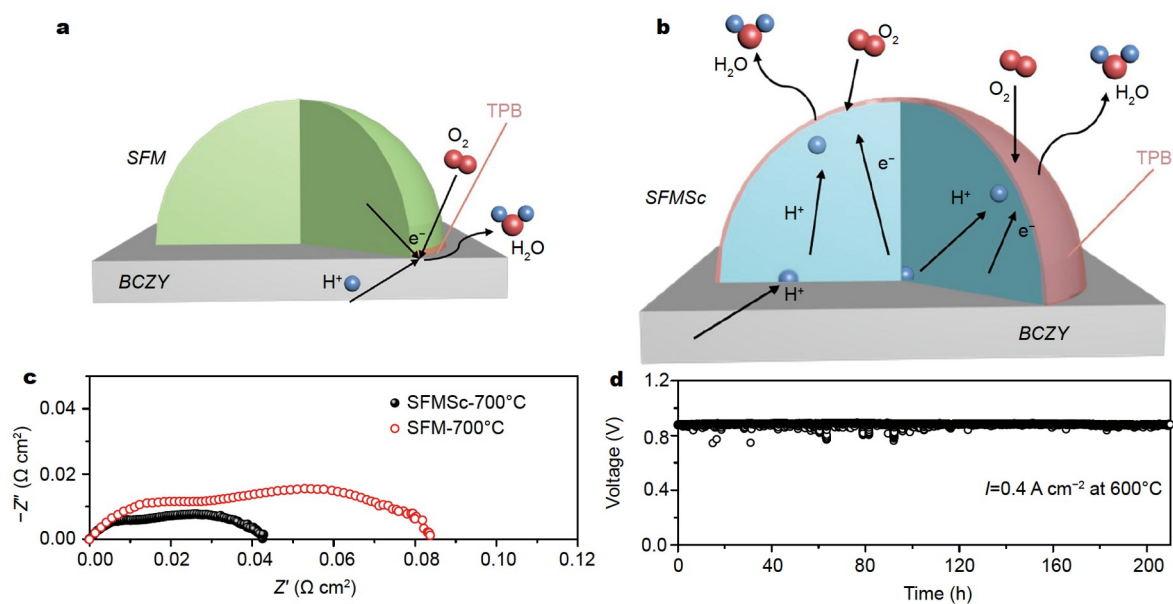 a
SFM
TPB
O₂
e⁻
H₂O
H⁺
BCZY
b
H₂O
O₂
O₂
H₂O
SFMSc
TPB
H⁺
e⁻
H⁺
e⁻
H⁺
BCZY
c
−Z″ (Ω cm²)
0.04
0.02
0.00
SFMSc-700°C
SFM-700°C
0.00 0.02 0.04 0.06 0.08 0.10 0.12
Z′ (Ω cm²)
d
Voltage (V)
1.2
0.8
0.4
0.0
I=0.4 A cm⁻² at 600°C
0 40 80 120 160 200
Time (h)